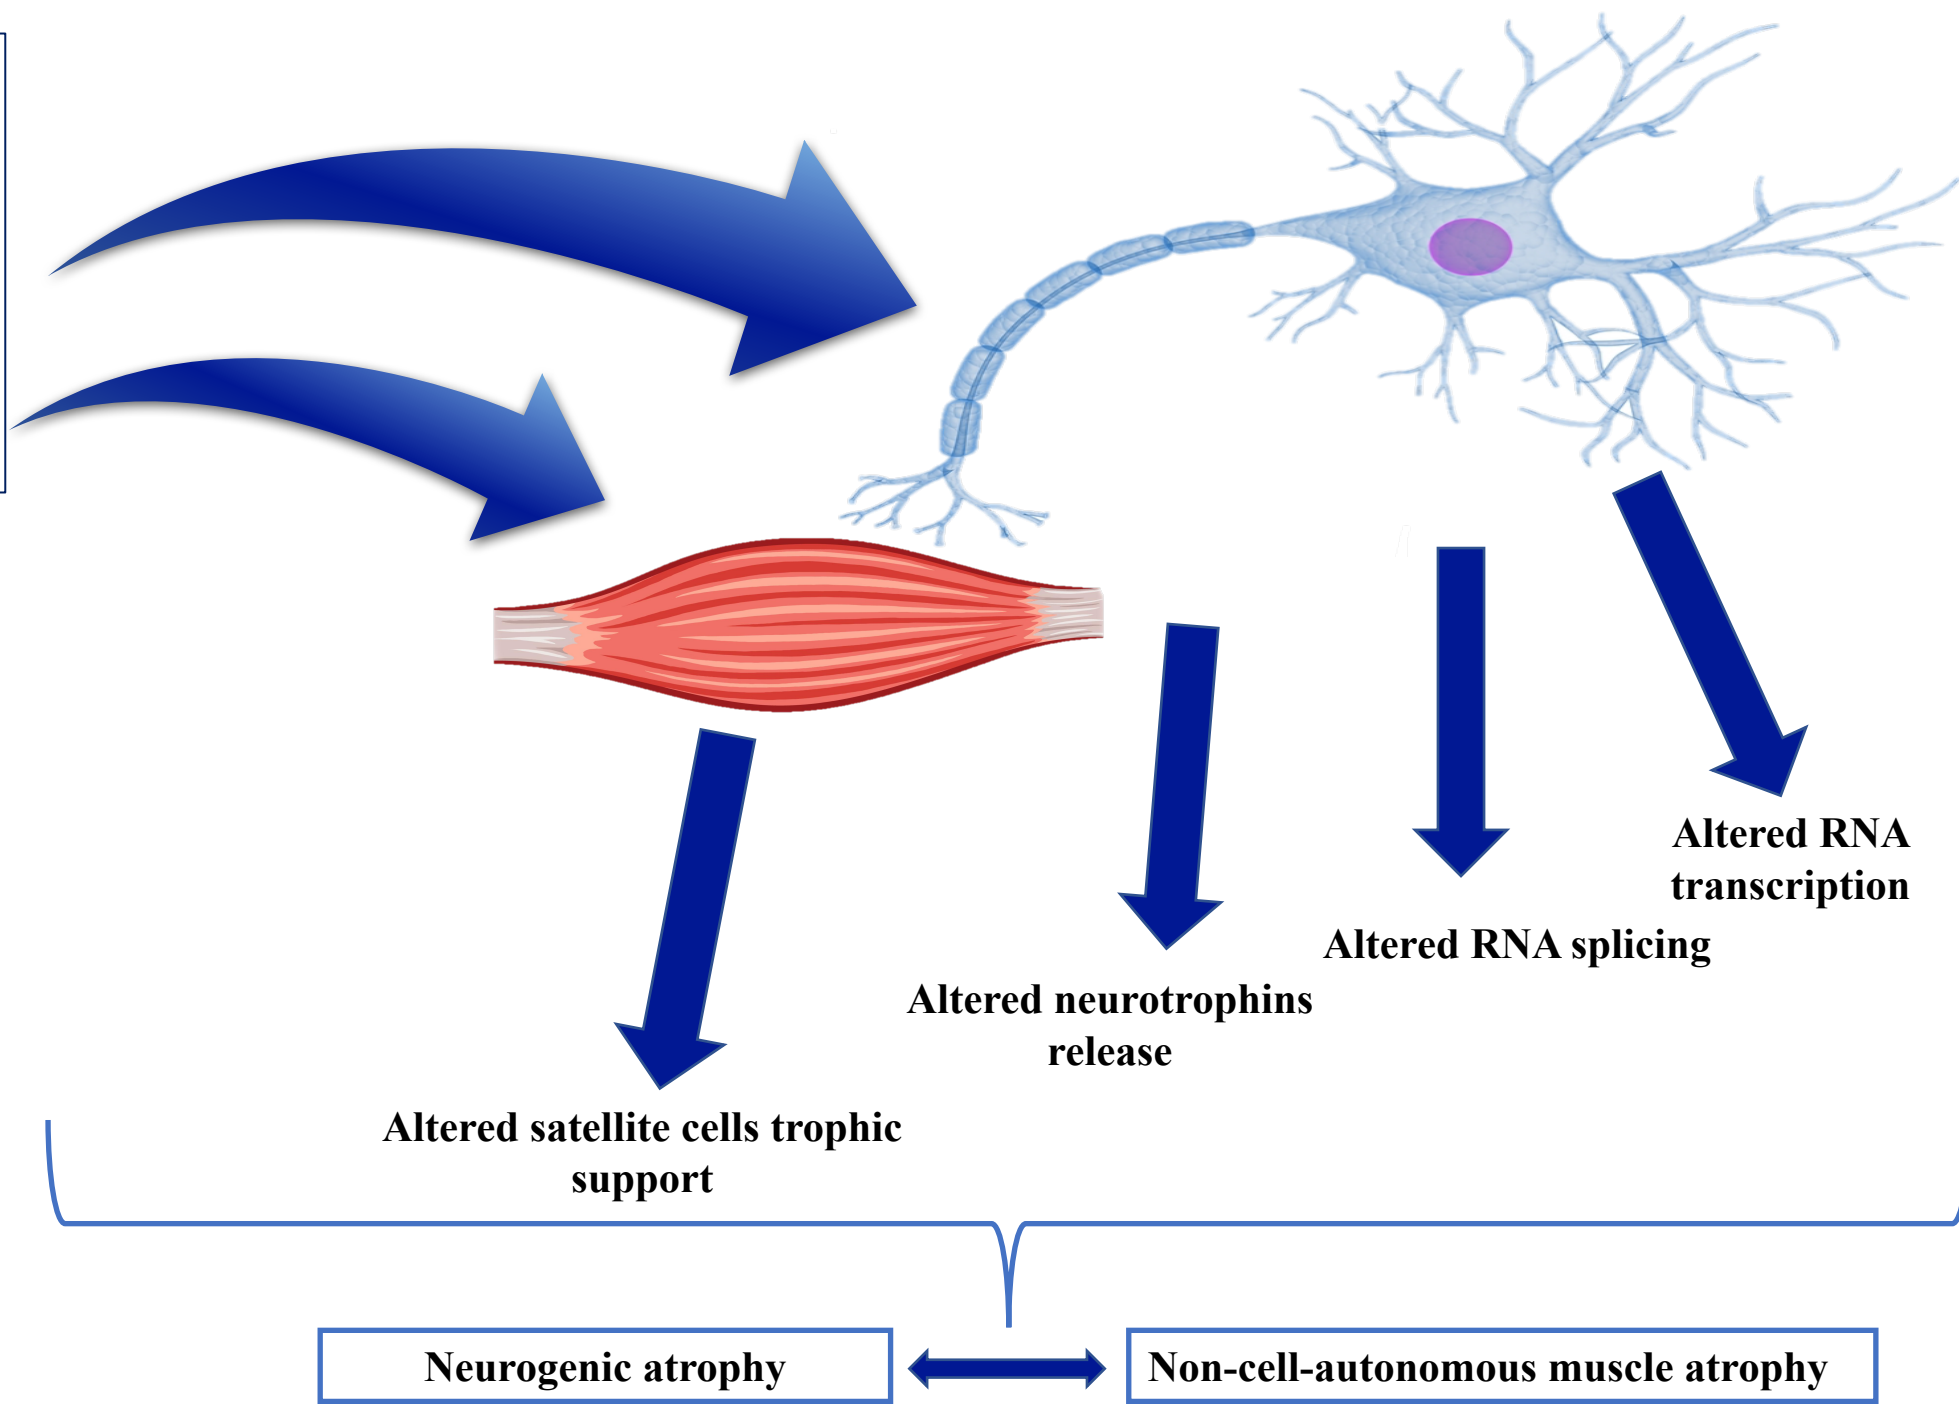 Altered RNA
transcription
Altered RNA splicing
Altered neurotrophins
release
Altered satellite cells trophic
support
Neurogenic atrophy
Non-cell-autonomous muscle atrophy